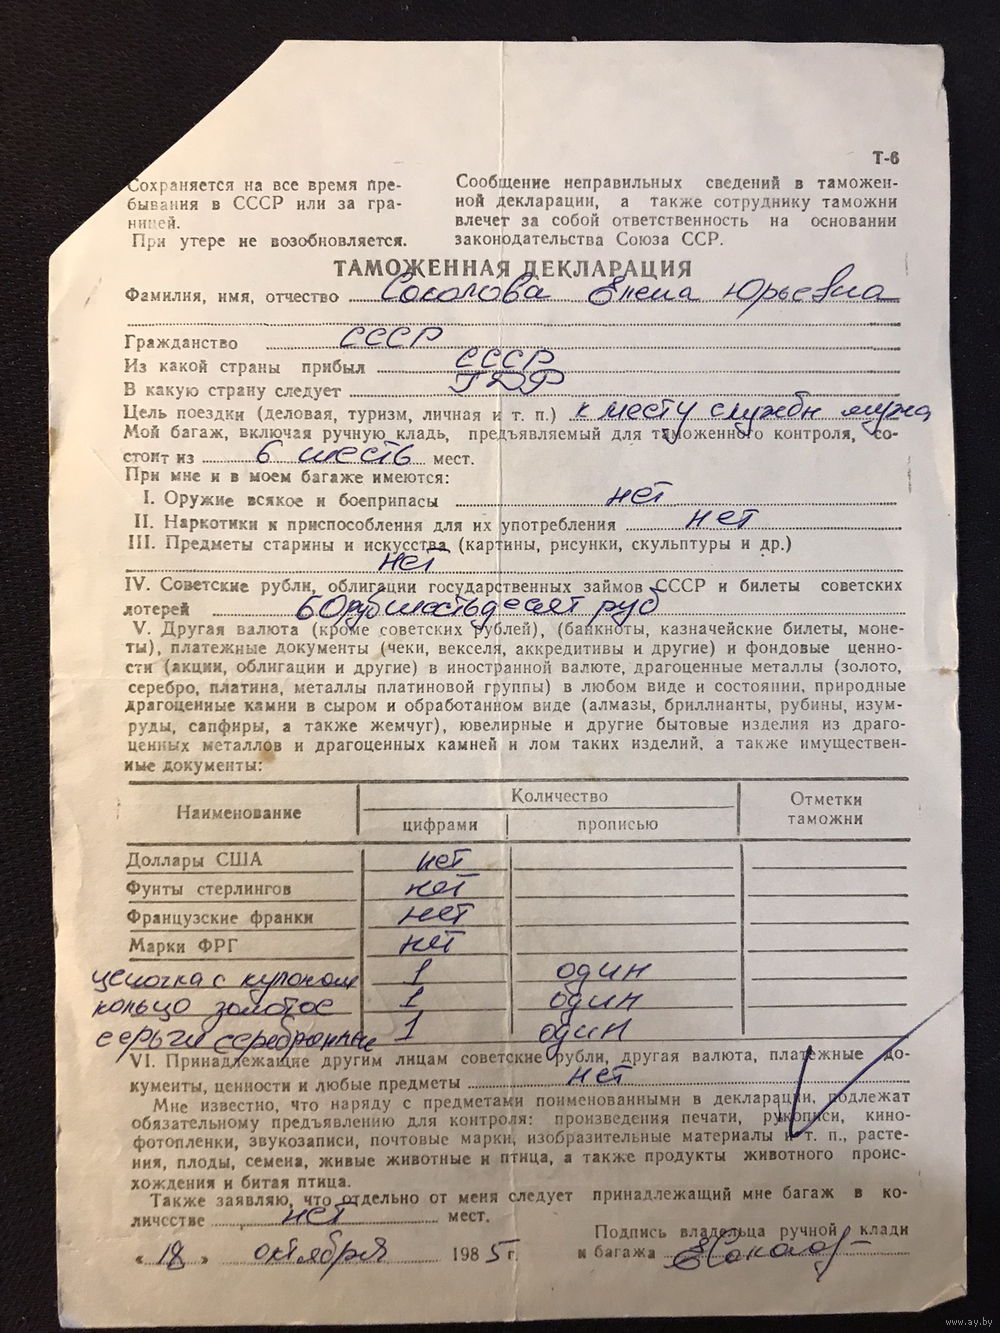 Т-6
Сохраняется на все время пре-
бывания в СССР или за гра-
ницей.
При утере не возобновляется.
Сообщение неправильных сведений в таможен-
ной декларации, а также сотруднику таможни
влечет за собой ответственность на основании
законодательства Союза ССР.
ТАМОЖЕННАЯ ДЕКЛАРАЦИЯ
Фамилия, имя, отчество Соколова Елена Юрьевна
Гражданство СССР
Из какой страны прибыл СССР
В какую страну следует ГДР
Цель поездки (деловая, туризм, личная и т. п.) к месту службы мужа
Мой багаж, включая ручную кладь, предъявляемый для таможенного контроля, со-
стоит из 6 шесть мест.
При мне и в моем багаже имеются:
I. Оружие всякое и боеприпасы нет
II. Наркотики и приспособления для их употребления нет
III. Предметы старины и искусства (картины, рисунки, скульптуры и др.)
нет
IV. Советские рубли, облигации государственных займов СССР и билеты советских
лотерей 60руб шестьдесят руб
V. Другая валюта (кроме советских рублей), (банкноты, казначейские билеты, моне-
ты), платежные документы (чеки, векселя, аккредитивы и другие) и фондовые ценно-
сти (акции, облигации и другие) в иностранной валюте, драгоценные металлы (золото,
серебро, платина, металлы платиновой группы) в любом виде и состоянии, природные
драгоценные камни в сыром и обработанном виде (алмазы, бриллианты, рубины, изум-
руды, сапфиры, а также жемчуг), ювелирные и другие бытовые изделия из драго-
ценных металлов и драгоценных камней и лом таких изделий, а также имуществен-
ные документы:
Наименование Количество Отметки таможни
цифрами прописью
Доллары США нет
Фунты стерлингов нет
Французские франки нет
Марки ФРГ нет
цепочка с кулоном 1 один
кольцо золотое 1 один
серьги серебрянные 1 один
VI. Принадлежащие другим лицам советские рубли, другая валюта, платежные до-
кументы, ценности и любые предметы нет
Мне известно, что наряду с предметами поименованными в декларации, подлежат
обязательному предъявлению для контроля: произведения печати, рукописи, кино-
фотопленки, звукозаписи, почтовые марки, изобразительные материалы и т. п., расте-
ния, плоды, семена, живые животные и птица, а также продукты животного проис-
хождения и битая птица.
Также заявляю, что отдельно от меня следует принадлежащий мне багаж в ко-
личестве нет мест.
Подпись владельца ручной клади
и багажа ЕСоколов
« 18 » октября 1985 г.
www.ay.by